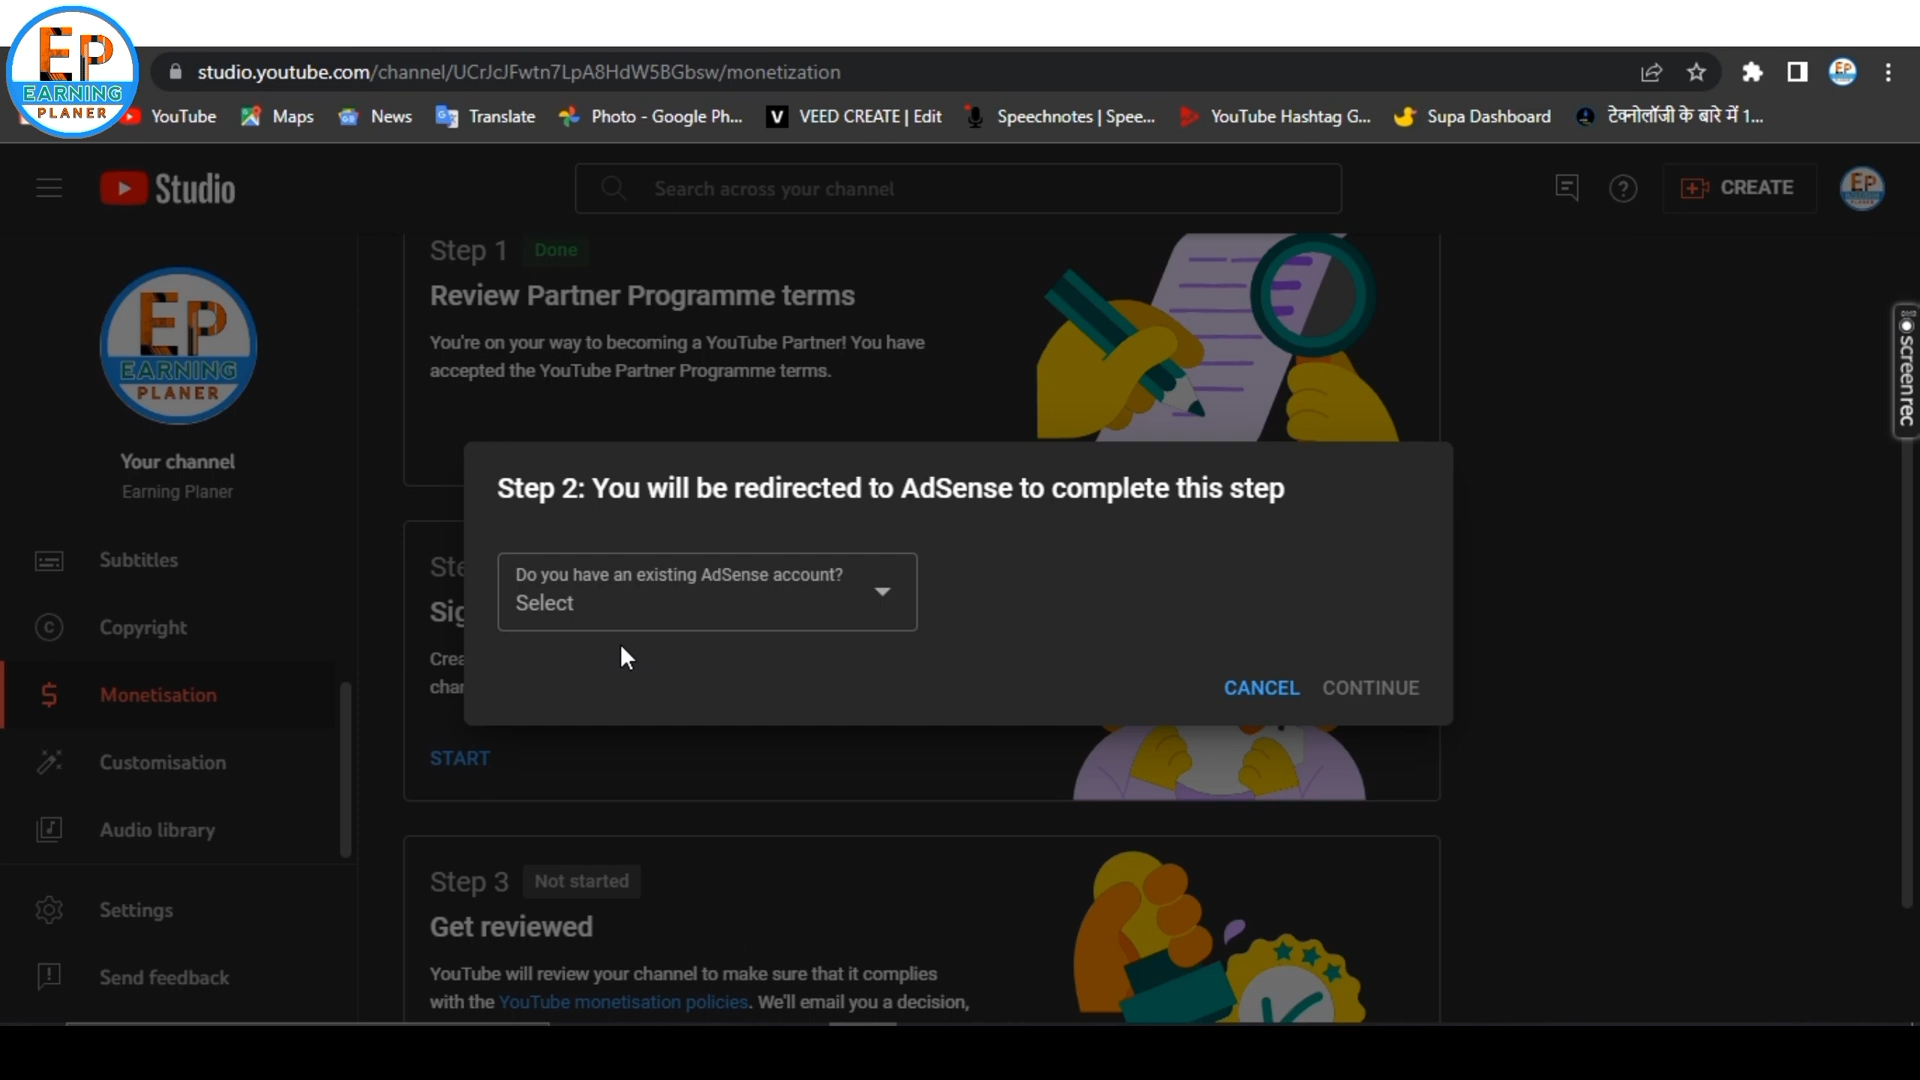 EP
EARNING
PLANER
studio.youtube.com/channel/UCrJcJFwtn7LpA8HdW5BGbsw/monetization
YouTube
Maps
News
Translate
Photo - Google Ph...
V
VEED CREATE | Edit
Speechnotes | Spee...
YouTube Hashtag G...
Supa Dashboard
टेक्नोलॉजी के बारे में 1...
Studio
Search across your channel
CREATE
EP
EARNING
PLANER
Your channel
Earning Planer
Subtitles
Copyright
Monetisation
Customisation
Audio library
Settings
Send feedback
Step 1 Done
Review Partner Programme terms
You're on your way to becoming a YouTube Partner! You have
accepted the YouTube Partner Programme terms.
Step 2: You will be redirected to AdSense to complete this step
Do you have an existing AdSense account?
Select
CANCEL CONTINUE
Ste
Sig
Crea
chan
START
Step 3 Not started
Get reviewed
YouTube will review your channel to make sure that it complies
with the YouTube monetisation policies. We'll email you a decision,
screenrec